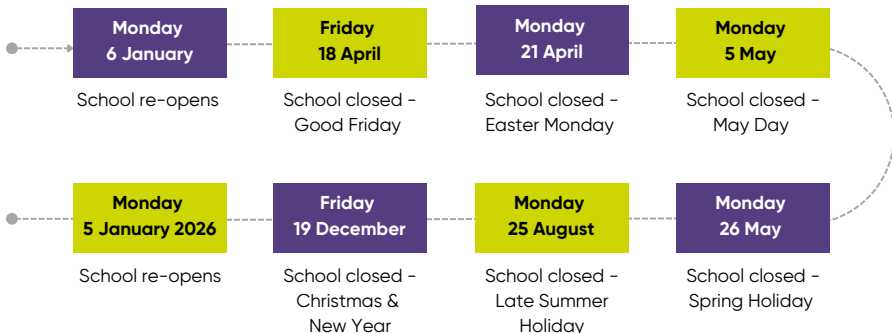 Monday
6 January
School re-opens
Friday
18 April
School closed -
Good Friday
Monday
21 April
School closed -
Easter Monday
Monday
5 May
School closed -
May Day
Monday
26 May
School closed -
Spring Holiday
Monday
25 August
School closed -
Late Summer
Holiday
Friday
19 December
School closed -
Christmas &
New Year
Monday
5 January 2026
School re-opens